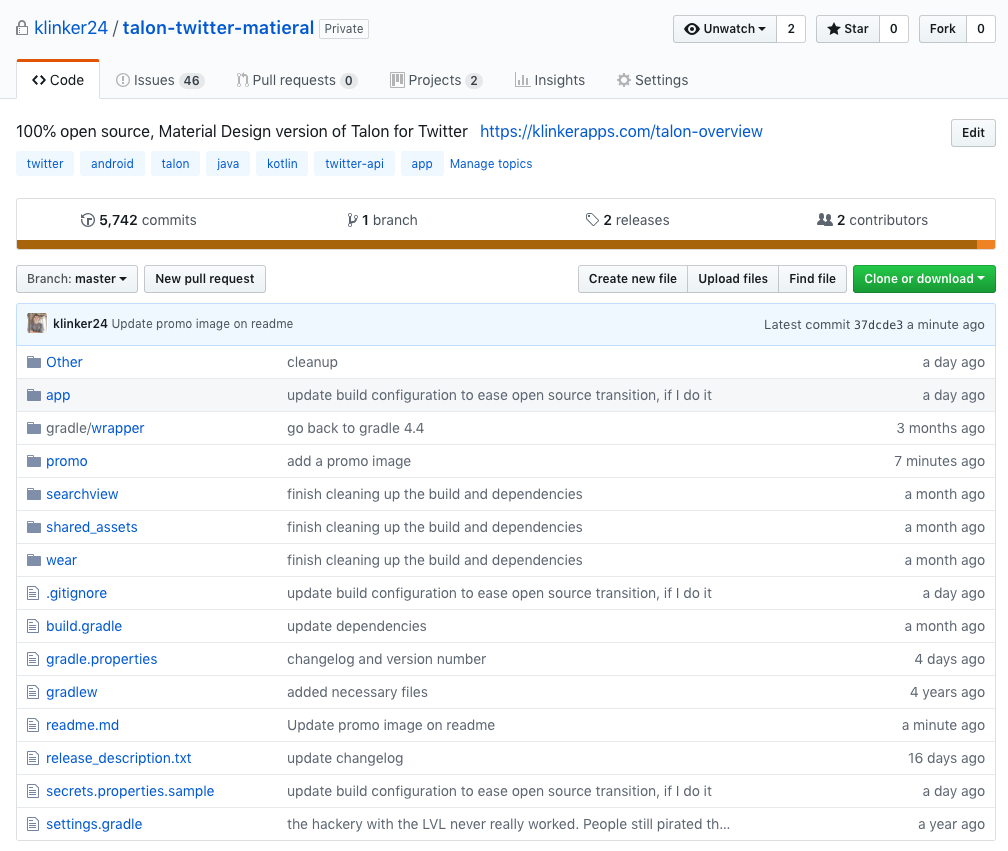 klinker24 / talon-twitter-matieral Private Unwatch 2 Star 0 Fork 0
Code Issues 46 Pull requests 0 Projects 2 Insights Settings
100% open source, Material Design version of Talon for Twitter https://klinkerapps.com/talon-overview Edit
twitter android talon java kotlin twitter-api app Manage topics
5,742 commits 1 branch 2 releases 2 contributors
Branch: master New pull request Create new file Upload files Find file Clone or download
klinker24 Update promo image on readme Latest commit 37dcde3 a minute ago
Other cleanup a day ago
app update build configuration to ease open source transition, if I do it a day ago
gradle/wrapper go back to gradle 4.4 3 months ago
promo add a promo image 7 minutes ago
searchview finish cleaning up the build and dependencies a month ago
shared_assets finish cleaning up the build and dependencies a month ago
wear finish cleaning up the build and dependencies a month ago
.gitignore update build configuration to ease open source transition, if I do it a day ago
build.gradle update dependencies a month ago
gradle.properties changelog and version number 4 days ago
gradlew added necessary files 4 years ago
readme.md Update promo image on readme a minute ago
release_description.txt update changelog 16 days ago
secrets.properties.sample update build configuration to ease open source transition, if I do it a day ago
settings.gradle the hackery with the LVL never really worked. People still pirated th... a year ago